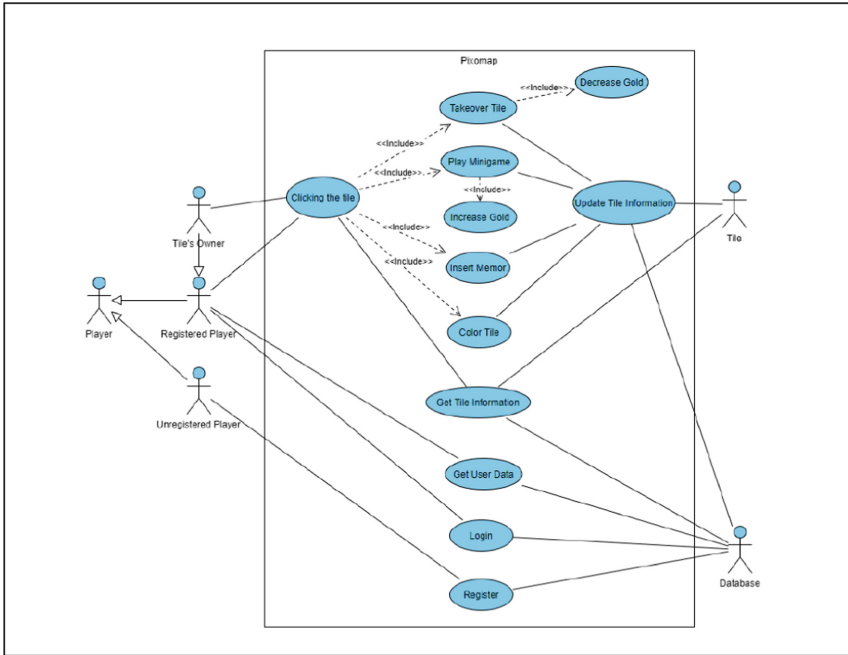 Pixomap
Decrease Gold
<<Include>>
Takeover Tile
<<Include>>
Play Minigame
<<Include>>
<<Include>>
Clicking the tile
Increase Gold
Update Tile Information
Tile's Owner
Tile
<<Include>>
<<Include>>
Insert Memor
Player
Registered Player
Color Tile
Get Tile Information
Unregistered Player
Get User Data
Login
Database
Register